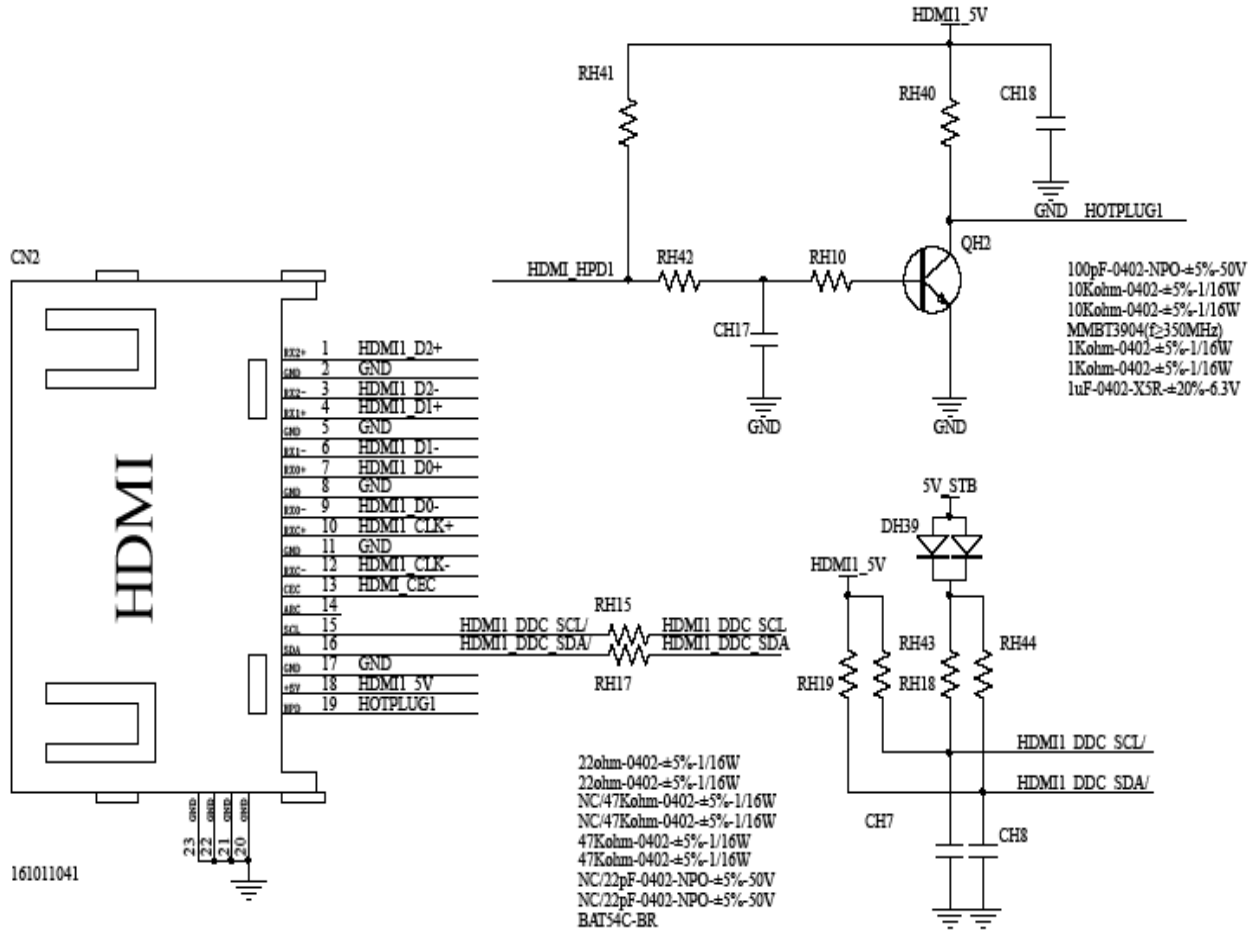 HDMI1_5V
RH41
RH40
CH18
GND
HOTPLUG1
CN2
QH2
HDMI_HPD1
RH42
RH10
CH17
GND
GND
100pF-0402-NPO-±5%-50V
10Kohm-0402-±5%-1/16W
10Kohm-0402-±5%-1/16W
MMBT3904(f≥350MHz)
1Kohm-0402-±5%-1/16W
1Kohm-0402-±5%-1/16W
1uF-0402-X5R-±20%-6.3V
HDMI
RX2+ 1 HDMI1_D2+
GND 2 GND
RX2- 3 HDMI1_D2-
RX1+ 4 HDMI1_D1+
GND 5 GND
RX1- 6 HDMI1_D1-
RX0+ 7 HDMI1_D0+
GND 8 GND
RX0- 9 HDMI1_D0-
RXC+ 10 HDMI1_CLK+
GND 11 GND
RXC- 12 HDMI1_CLK-
CEC 13 HDMI_CEC
ARC 14
SCL 15 HDMI1_DDC_SCL/ RH15 HDMI1_DDC_SCL
SDA 16 HDMI1_DDC_SDA/ RH17 HDMI1_DDC_SDA
GND 17 GND
+5V 18 HDMI1_5V
HPD 19 HOTPLUG1
GND GND GND GND
23 22 21 20
161011041
5V_STB
DH39
HDMI1_5V
RH43
RH44
RH19
RH18
HDMI1_DDC_SCL/
HDMI1_DDC_SDA/
CH7
CH8
22ohm-0402-±5%-1/16W
22ohm-0402-±5%-1/16W
NC/47Kohm-0402-±5%-1/16W
NC/47Kohm-0402-±5%-1/16W
47Kohm-0402-±5%-1/16W
47Kohm-0402-±5%-1/16W
NC/22pF-0402-NPO-±5%-50V
NC/22pF-0402-NPO-±5%-50V
BAT54C-BR